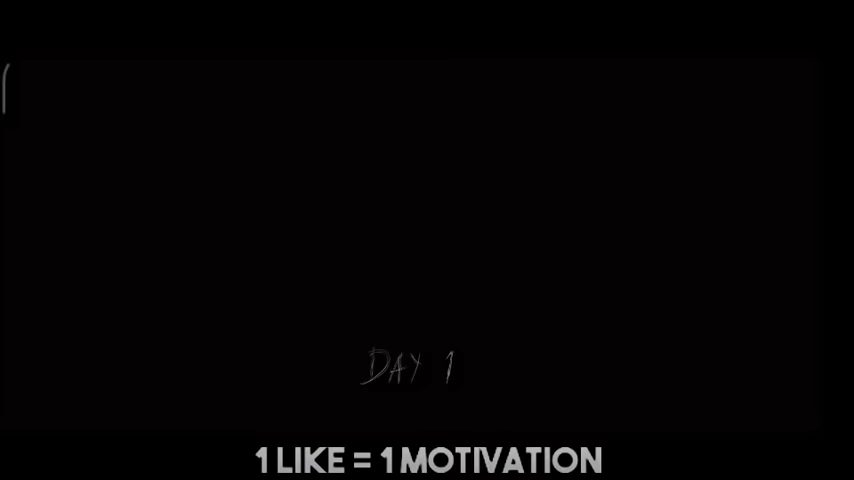 DAY 1
1 LIKE = 1 MOTIVATION